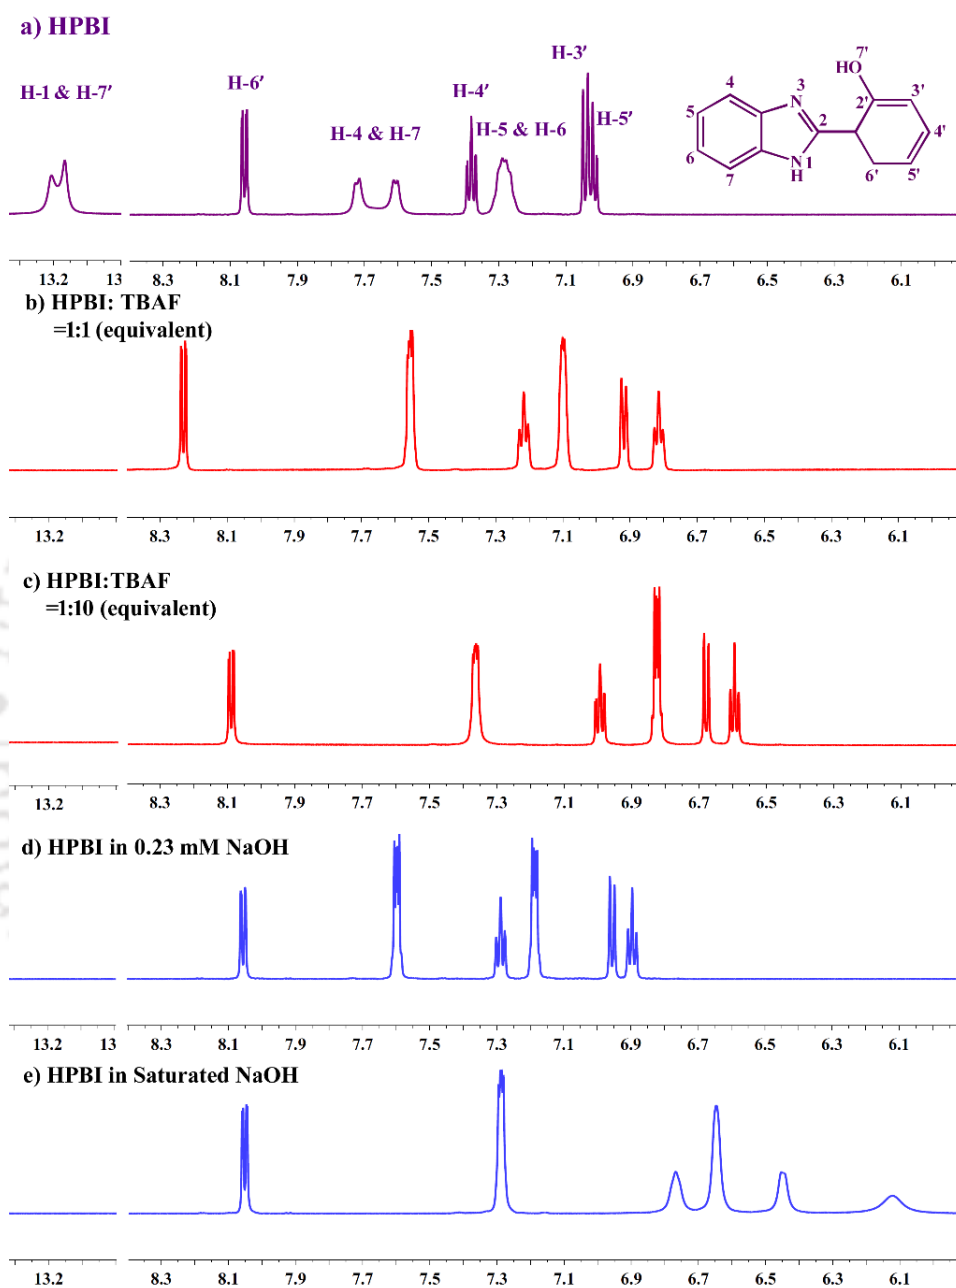 a) HPBI
H-1 & H-7′
H-6′
H-4 & H-7
H-4′
H-5 & H-6
H-3′
H-5′
7'
HO
2'
3'
4'
5'
6'
4
5
6
7
N
3
2
N
H
1
13.2 13 8.3 8.1 7.9 7.7 7.5 7.3 7.1 6.9 6.7 6.5 6.3 6.1
b) HPBI: TBAF
=1:1 (equivalent)
13.2 13 8.3 8.1 7.9 7.7 7.5 7.3 7.1 6.9 6.7 6.5 6.3 6.1
c) HPBI:TBAF
=1:10 (equivalent)
13.2 8.3 8.1 7.9 7.7 7.5 7.3 7.1 6.9 6.7 6.5 6.3 6.1
d) HPBI in 0.23 mM NaOH
13.2 13 8.3 8.1 7.9 7.7 7.5 7.3 7.1 6.9 6.7 6.5 6.3 6.1
e) HPBI in Saturated NaOH
13.2 13 8.3 8.1 7.9 7.7 7.5 7.3 7.1 6.9 6.7 6.5 6.3 6.1